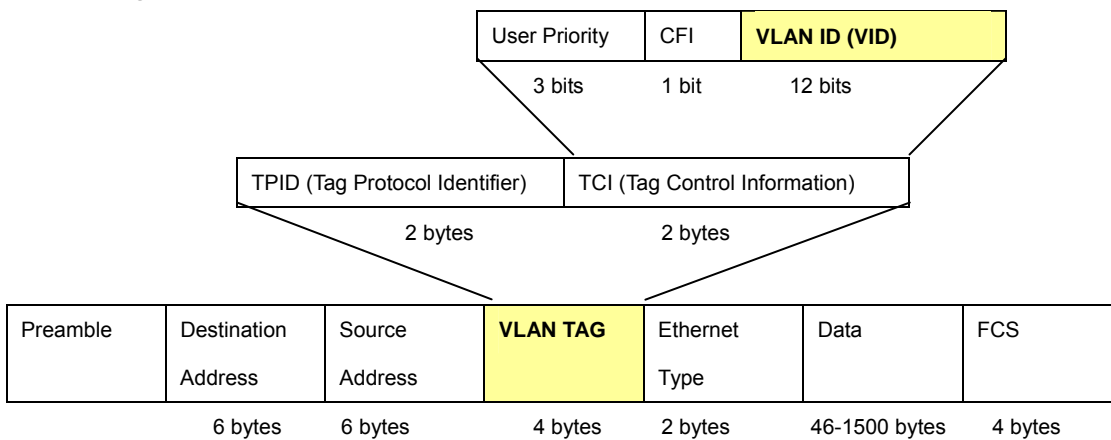 User Priority CFI VLAN ID (VID)
3 bits 1 bit 12 bits
TPID (Tag Protocol Identifier) TCI (Tag Control Information)
2 bytes 2 bytes
Preamble Destination Address Source Address VLAN TAG Ethernet Type Data FCS
6 bytes 6 bytes 4 bytes 2 bytes 46-1500 bytes 4 bytes